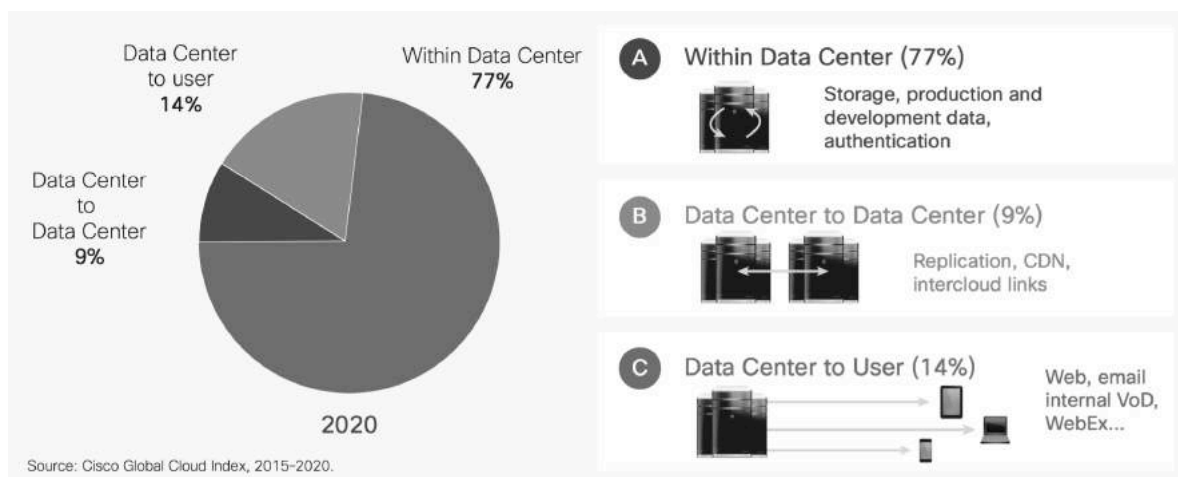 Data Center
to user
14%
Within Data Center
77%
Data Center
to
Data Center
9%
2020
Source: Cisco Global Cloud Index, 2015-2020.
A
Within Data Center (77%)
Storage, production and
development data,
authentication
B
Data Center to Data Center (9%)
Replication, CDN,
intercloud links
C
Data Center to User (14%)
Web, email
internal VoD,
WebEx...